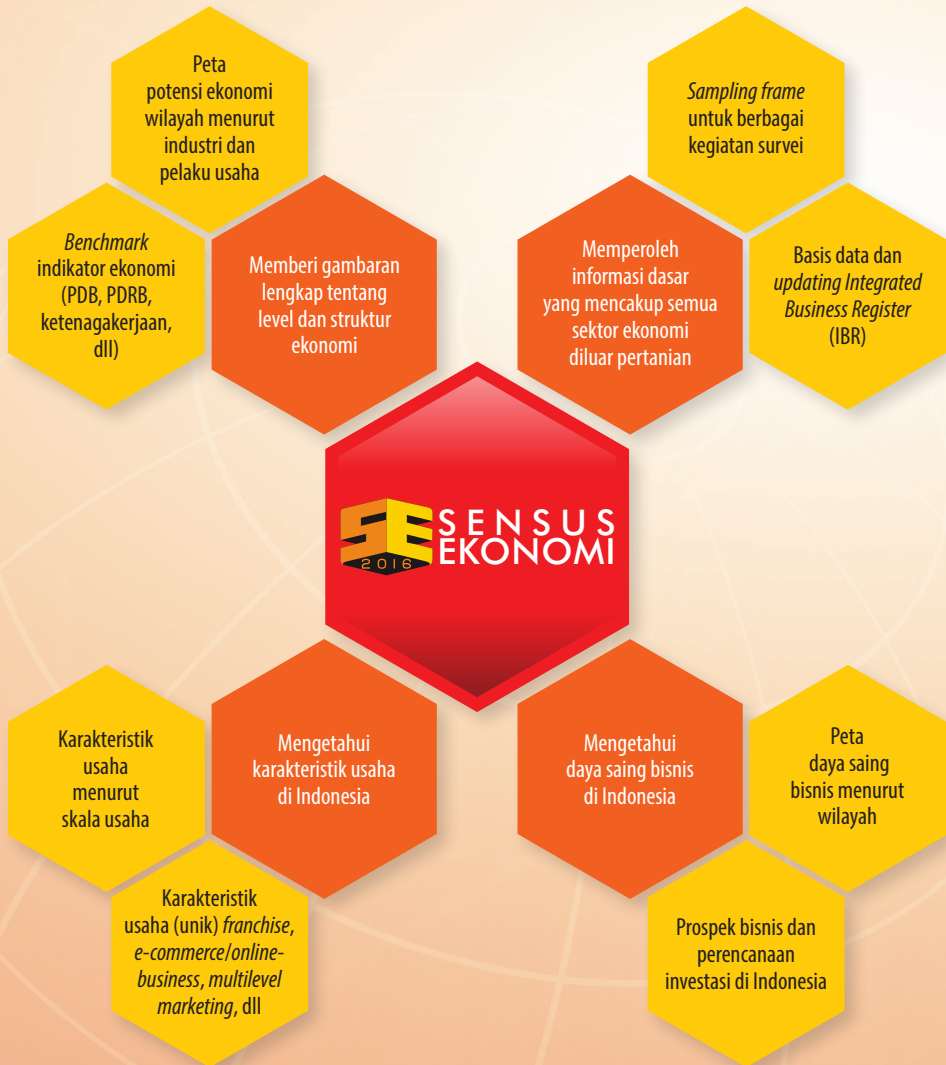 Peta
potensi ekonomi
wilayah menurut
industri dan
pelaku usaha
Benchmark
indikator ekonomi
(PDB, PDRB,
ketenagakerjaan,
dll)
Memberi gambaran
lengkap tentang
level dan struktur
ekonomi
Sampling frame
untuk berbagai
kegiatan survei
Memperoleh
informasi dasar
yang mencakup semua
sektor ekonomi
diluar pertanian
Basis data dan
updating Integrated
Business Register
(IBR)
SE
2016
SENSUS
EKONOMI
Karakteristik
usaha
menurut
skala usaha
Mengetahui
karakteristik usaha
di Indonesia
Karakteristik
usaha (unik) franchise,
e-commerce/online-
business, multilevel
marketing, dll
Mengetahui
daya saing bisnis
di Indonesia
Peta
daya saing
bisnis menurut
wilayah
Prospek bisnis dan
perencanaan
investasi di Indonesia